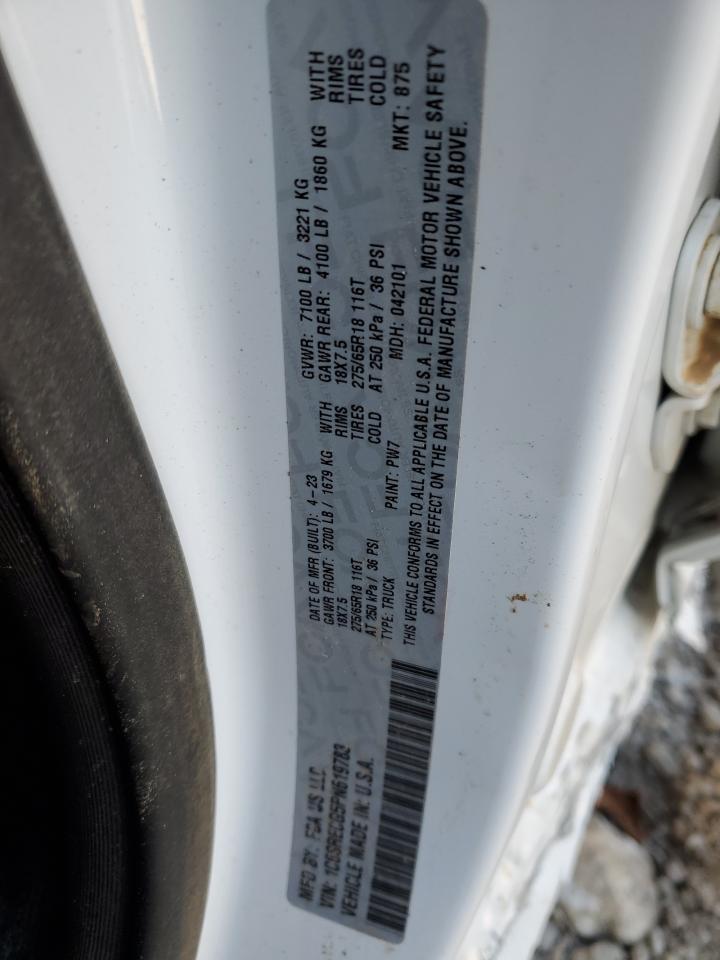 MFD BY: FCA US LLC
DATE OF MFR (BUILT): 4-23 GVWR: 7100 LB / 3221 KG
GAWR FRONT: 3700 LB / 1679 KG WITH GAWR REAR: 4100 LB / 1860 KG WITH
18X7.5 RIMS 18X7.5 RIMS
275/65R18 116T TIRES 275/65R18 116T TIRES
AT 250 kPa / 36 PSI COLD AT 250 kPa / 36 PSI COLD
VIN: 1C6SRECG5PN619783
TYPE: TRUCK PAINT: PW7 MDH: 042101 MKT: 875
VEHICLE MADE IN: U.S.A.
THIS VEHICLE CONFORMS TO ALL APPLICABLE U.S.A. FEDERAL MOTOR VEHICLE SAFETY
STANDARDS IN EFFECT ON THE DATE OF MANUFACTURE SHOWN ABOVE.